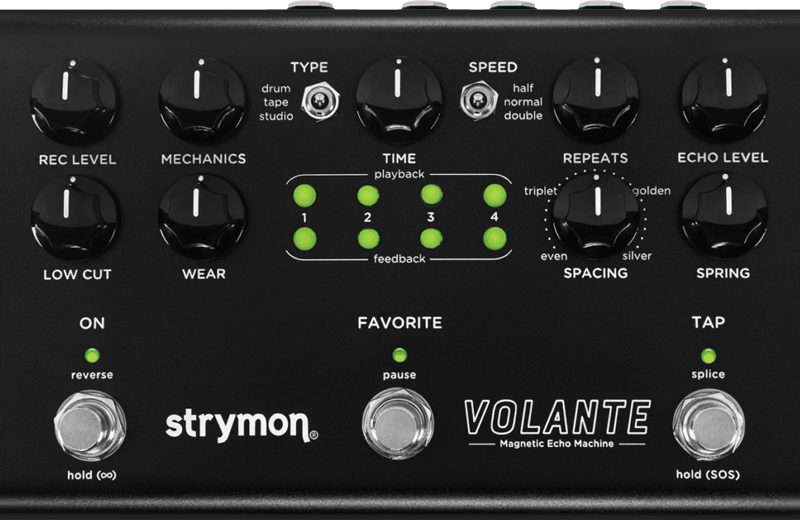 TYPE
SPEED
drum
tape
studio
half
normal
double
REC LEVEL
MECHANICS
TIME
REPEATS
ECHO LEVEL
playback
1
2
3
4
feedback
triplet
golden
even
silver
LOW CUT
WEAR
SPACING
SPRING
ON
FAVORITE
TAP
reverse
pause
splice
strymon®
VOLANTE
Magnetic Echo Machine
hold (∞)
hold (SOS)